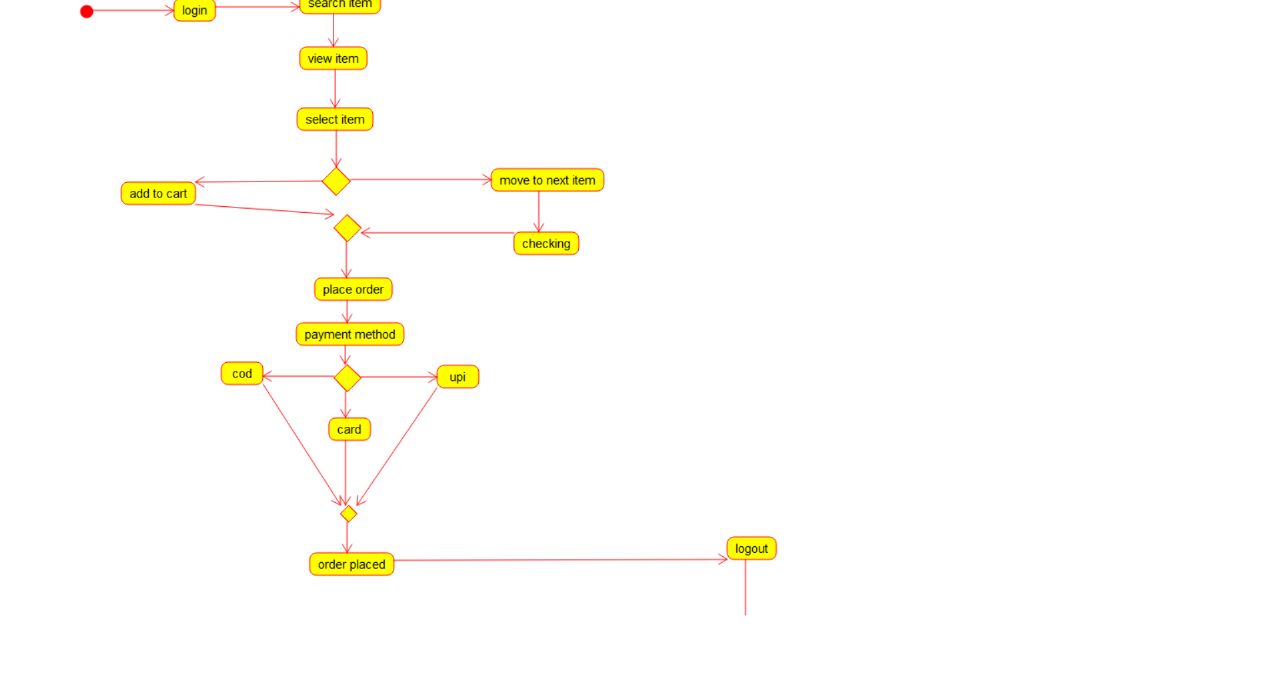 login
search item
view item
select item
add to cart
move to next item
checking
place order
payment method
cod
upi
card
order placed
logout